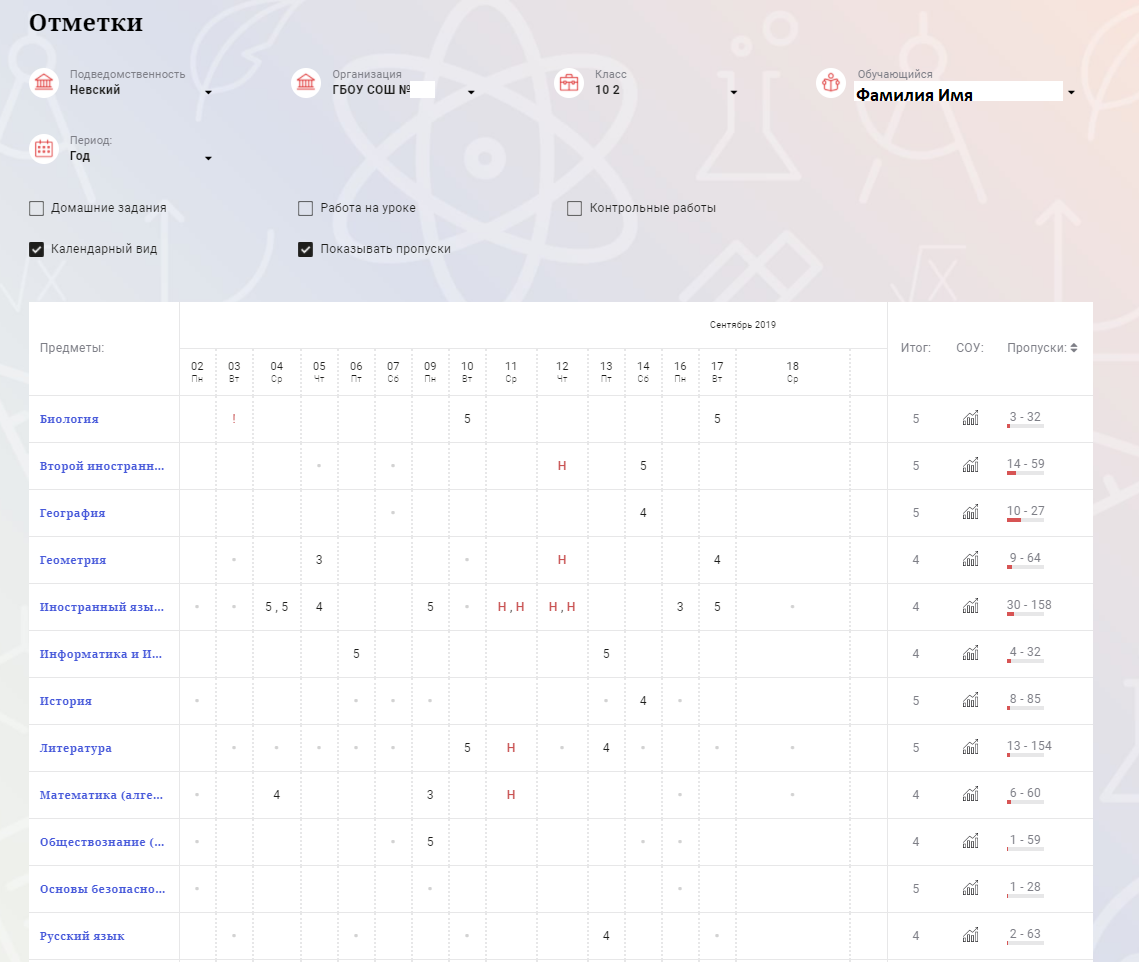 Отметки
Подведомственность Организация Класс Обучающийся
Невский ГБОУ СОШ № 10 2 Фамилия Имя
Период:
Год
Домашние задания Работа на уроке Контрольные работы
Календарный вид Показывать пропуски
Сентябрь 2019
Предметы: Итог: СОУ: Пропуски:
02 03 04 05 06 07 09 10 11 12 13 14 16 17 18
Пн Вт Ср Чт Пт Сб Пн Вт Ср Чт Пт Сб Пн Вт Ср
Биология ! 5 5 5 3 - 32
Второй иностранн... • • Н 5 5 14 - 59
География • 4 5 10 - 27
Геометрия • 3 • Н 4 4 9 - 64
Иностранный язы... • • 5 , 5 4 5 • Н , Н Н , Н 3 5 • 4 30 - 158
Информатика и И... 5 5 4 4 - 32
История • • • • • 4 • 5 8 - 85
Литература • • • • • 5 Н • 4 • • • 5 13 - 154
Математика (алге... • 4 3 Н • • 4 6 - 60
Обществознание (... • • 5 • • 4 1 - 59
Основы безопасно... • • • 5 1 - 28
Русский язык • • • 4 • 4 2 - 63